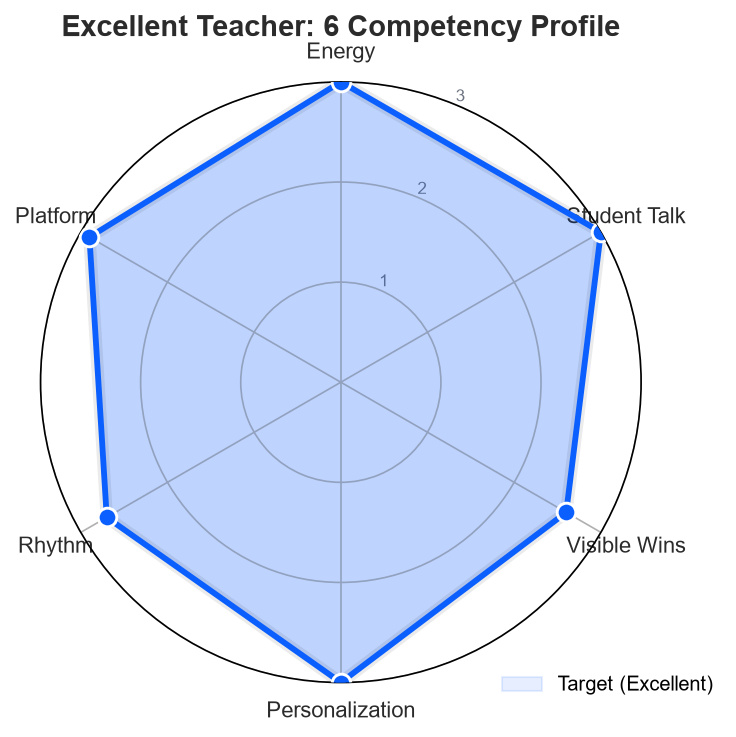 Excellent Teacher: 6 Competency Profile
Energy
3
Platform
2
Student Talk
1
Rhythm
Visible Wins
Personalization
Target (Excellent)